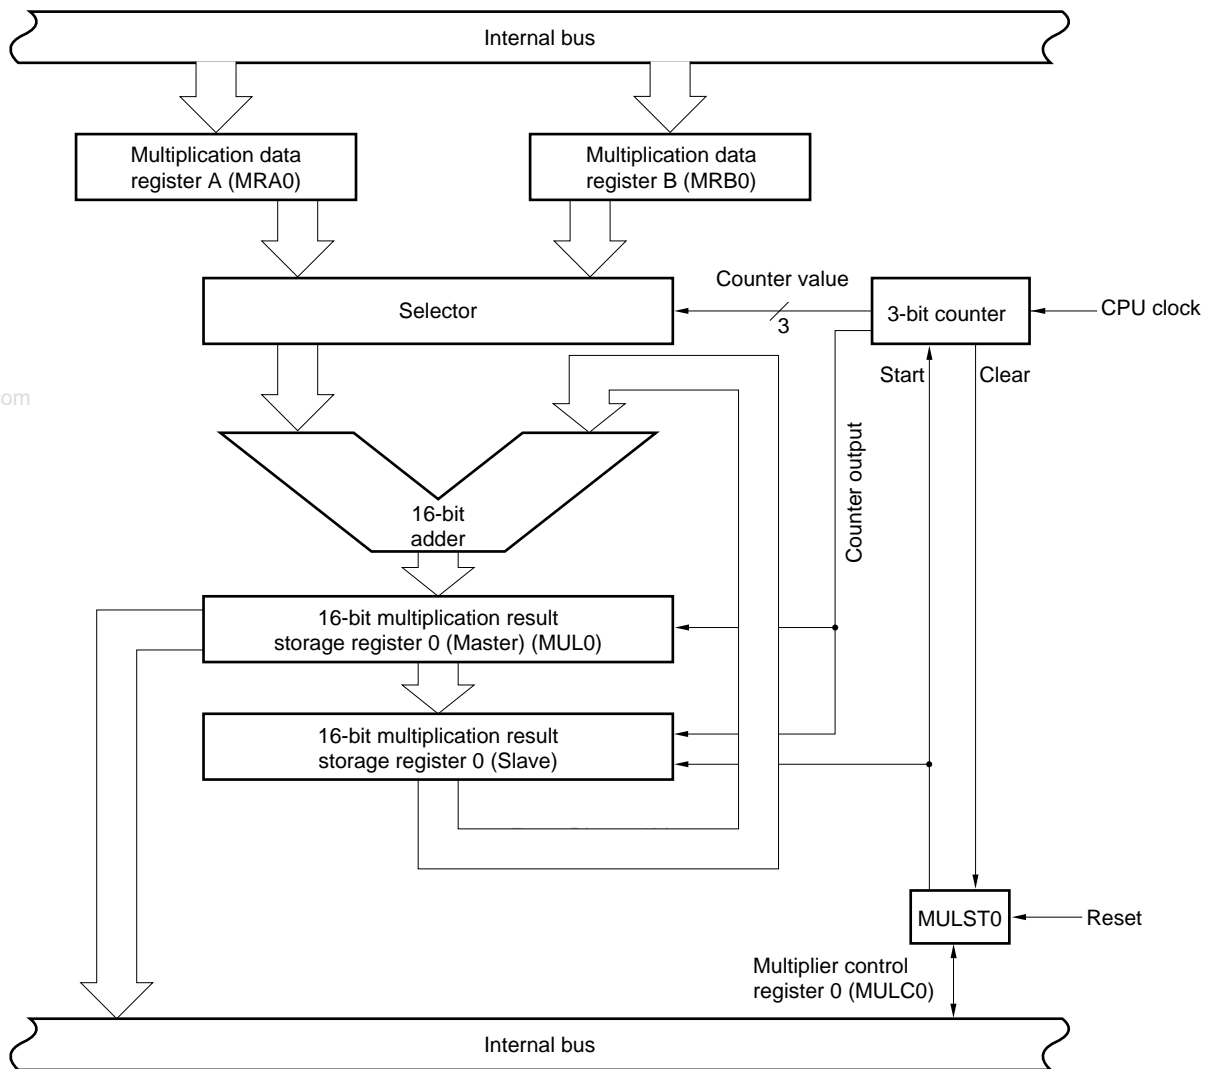 Internal bus
Multiplication data
register A (MRA0)
Multiplication data
register B (MRB0)
Selector
Counter value
3
3-bit counter
CPU clock
Start
Clear
om
Counter output
16-bit
adder
16-bit multiplication result
storage register 0 (Master) (MUL0)
16-bit multiplication result
storage register 0 (Slave)
MULST0
Reset
Multiplier control
register 0 (MULC0)
Internal bus